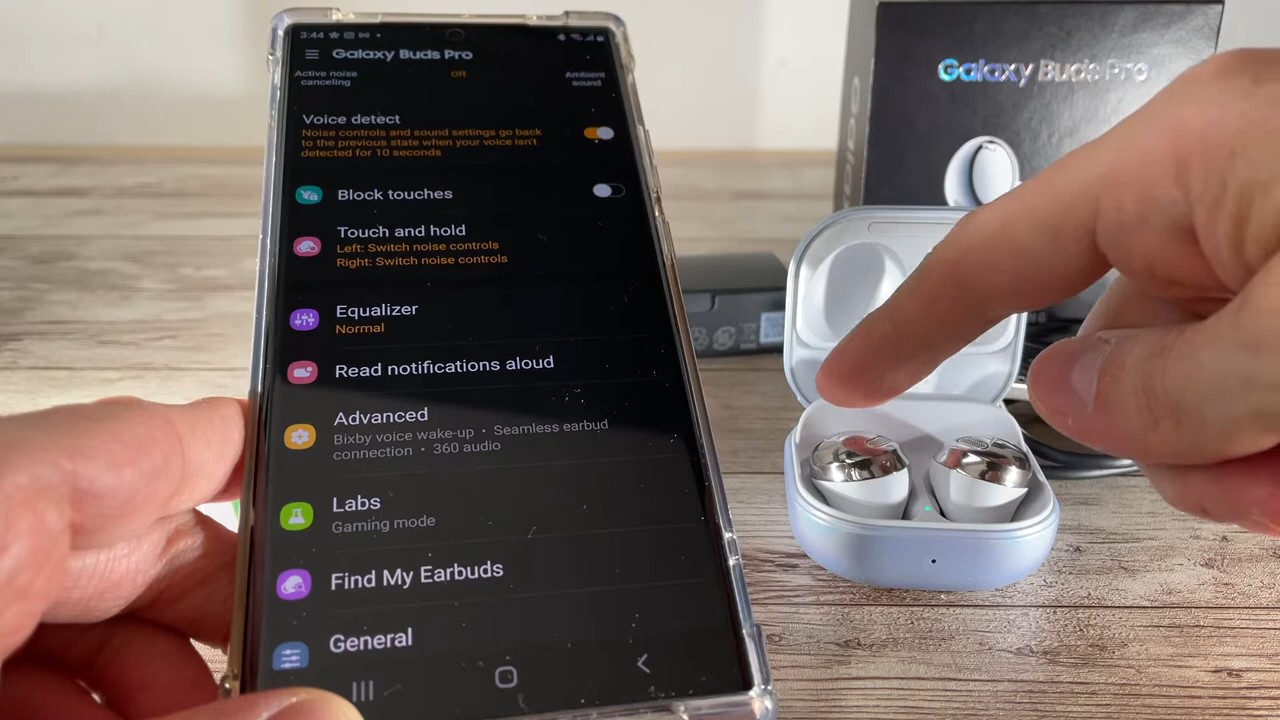 3:44
Galaxy Buds Pro
Active noise
canceling
Off
Ambient
sound
Voice detect
Noise controls and sound settings go back
to the previous state when your voice isn't
detected for 10 seconds
Block touches
Touch and hold
Left: Switch noise controls
Right: Switch noise controls
Equalizer
Normal
Read notifications aloud
Advanced
Bixby voice wake-up • Seamless earbud
connection • 360 audio
Labs
Gaming mode
Find My Earbuds
General
Galaxy Buds Pro